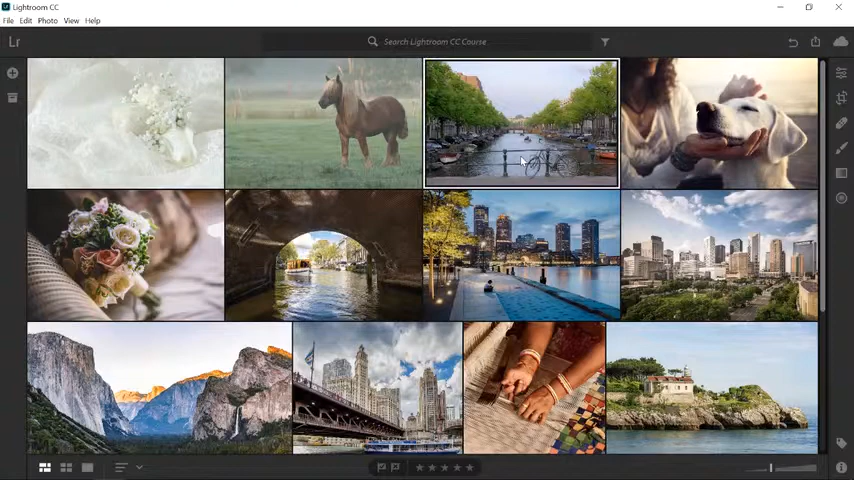 Lightroom CC
File Edit Photo View Help
Lr
Search Lightroom CC Course